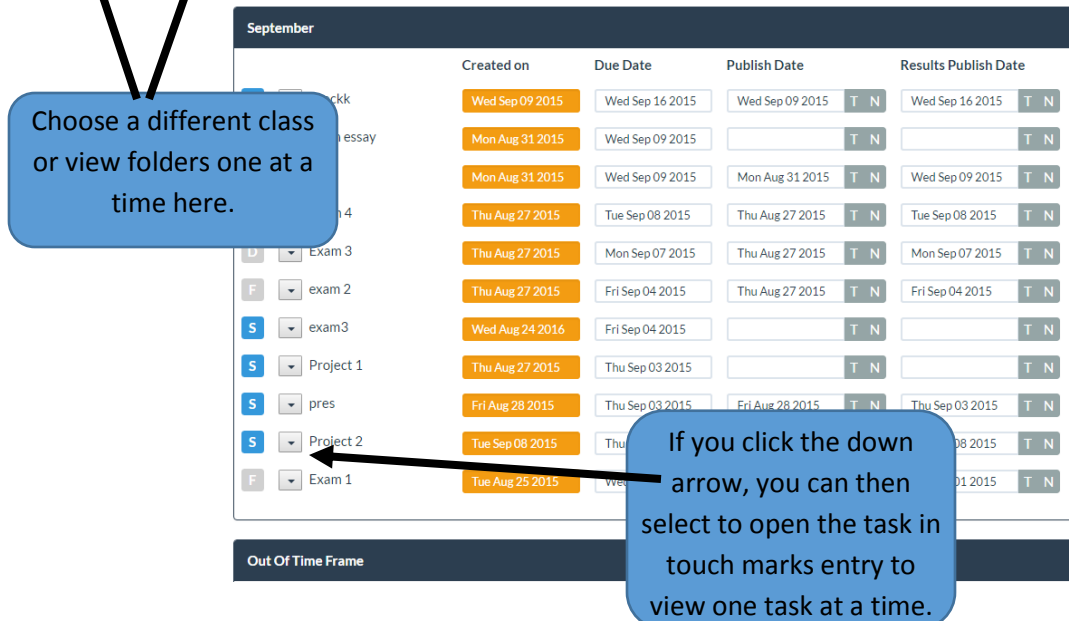 September
Created on Due Date Publish Date Results Publish Date
Wed Sep 09 2015 Wed Sep 16 2015 Wed Sep 09 2015 T N Wed Sep 16 2015 T N
essay Mon Aug 31 2015 Wed Sep 09 2015 T N T N
Mon Aug 31 2015 Wed Sep 09 2015 Mon Aug 31 2015 T N Wed Sep 09 2015 T N
4 Thu Aug 27 2015 Tue Sep 08 2015 Thu Aug 27 2015 T N Tue Sep 08 2015 T N
D Exam 3 Thu Aug 27 2015 Mon Sep 07 2015 Thu Aug 27 2015 T N Mon Sep 07 2015 T N
F exam 2 Thu Aug 27 2015 Fri Sep 04 2015 Thu Aug 27 2015 T N Fri Sep 04 2015 T N
S exam3 Wed Aug 24 2016 Fri Sep 04 2015 T N T N
S Project 1 Thu Aug 27 2015 Thu Sep 03 2015 T N T N
S pres Fri Aug 28 2015 Thu Sep 03 2015 Fri Aug 28 2015 T N Thu Sep 03 2015 T N
S Project 2 Tue Sep 08 2015 Thu 08 2015 T N
F Exam 1 Tue Aug 25 2015 Wed 01 2015 T N
Out Of Time Frame
Choose a different class
or view folders one at a
time here.
If you click the down
arrow, you can then
select to open the task in
touch marks entry to
view one task at a time.